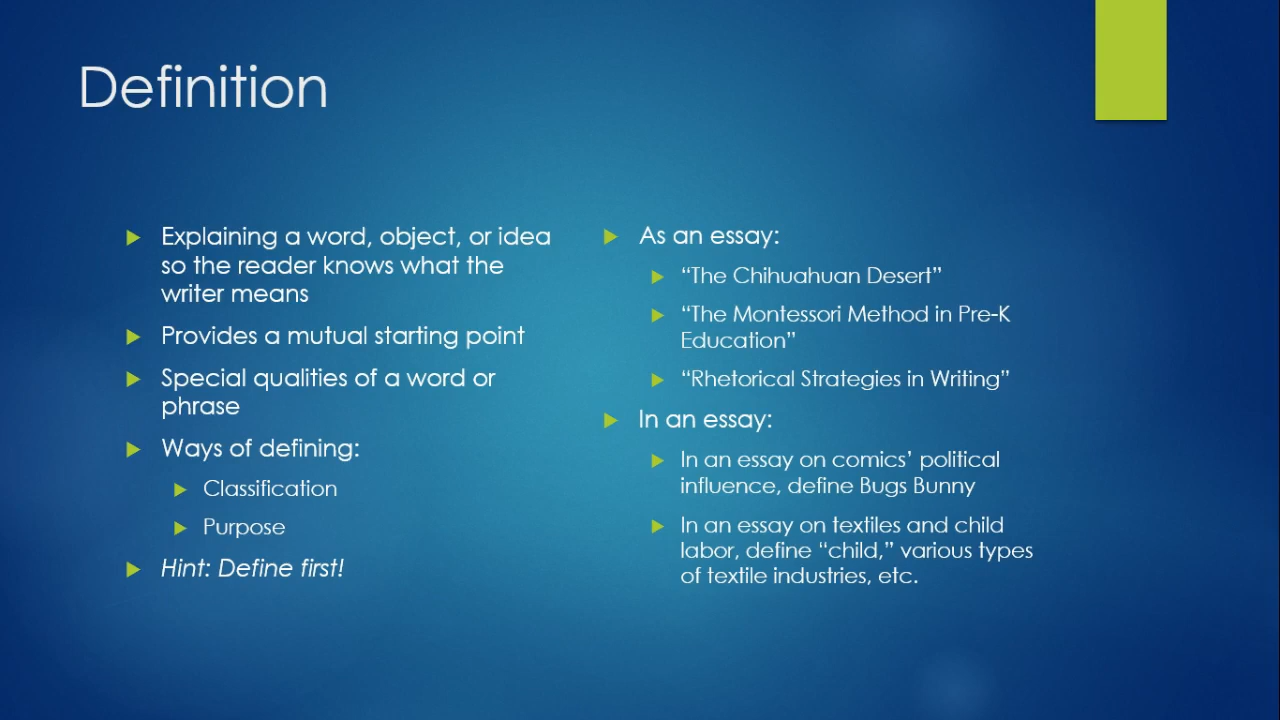 Definition
Explaining a word, object, or idea
so the reader knows what the
writer means
Provides a mutual starting point
Special qualities of a word or
phrase
Ways of defining:
Classification
Purpose
Hint: Define first!
As an essay:
“The Chihuahuan Desert”
“The Montessori Method in Pre-K
Education”
“Rhetorical Strategies in Writing”
In an essay:
In an essay on comics’ political
influence, define Bugs Bunny
In an essay on textiles and child
labor, define “child,” various types
of textile industries, etc.